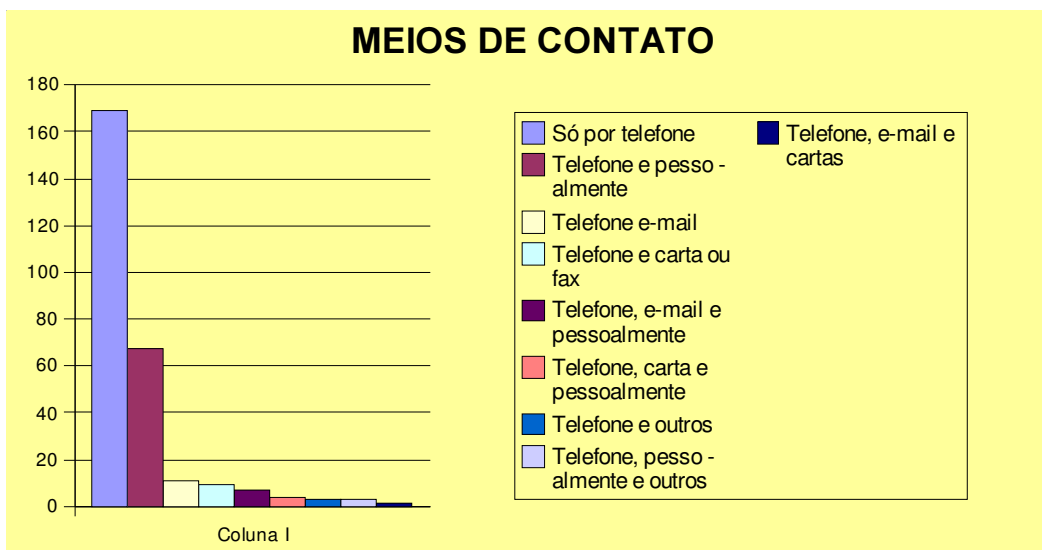 MEIOS DE CONTATO
180
160
140
120
100
80
60
40
20
0
Coluna I
Só por telefone
Telefone e pesso -
almente
Telefone e-mail
Telefone e carta ou
fax
Telefone, e-mail e
pessoalmente
Telefone, carta e
pessoalmente
Telefone e outros
Telefone, pesso -
almente e outros
Telefone, e-mail e
cartas